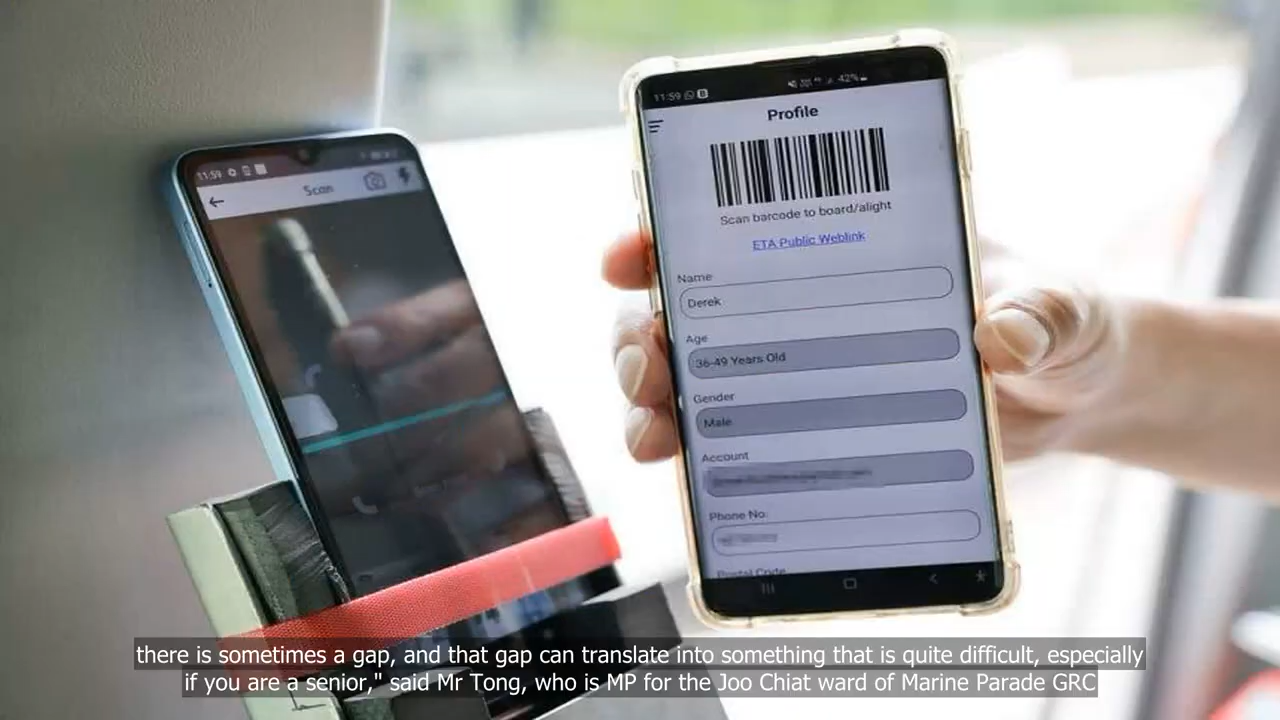 11:59
Scan
11:59
42%
Profile
Scan barcode to board/alight
ETA Public Weblink
Name
Derek
Age
36-49 Years Old
Gender
Male
Account
Phone No:
Postal Code
there is sometimes a gap, and that gap can translate into something that is quite difficult, especially
if you are a senior," said Mr Tong, who is MP for the Joo Chiat ward of Marine Parade GRC